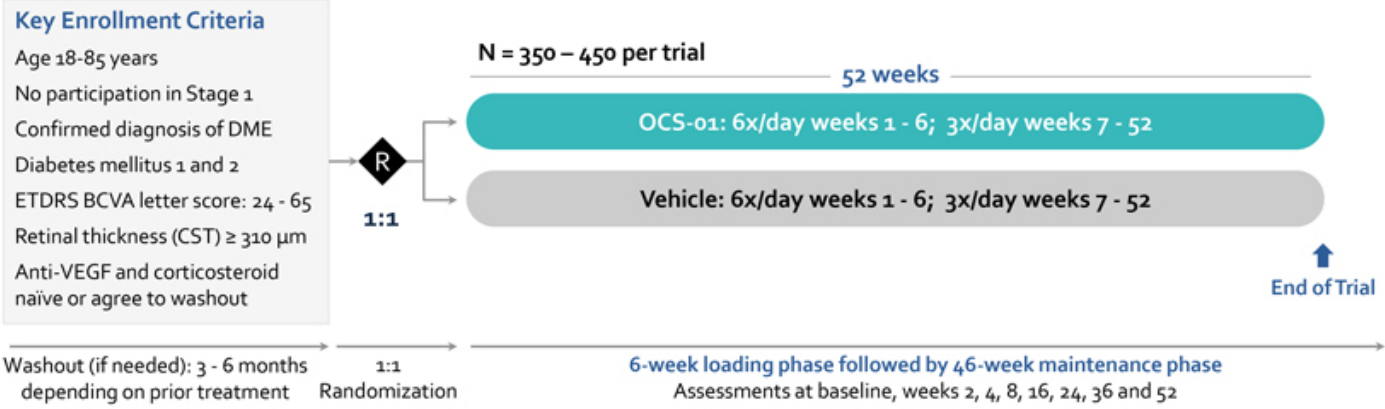 Key Enrollment Criteria
Age 18-85 years
No participation in Stage 1
Confirmed diagnosis of DME
Diabetes mellitus 1 and 2
ETDRS BCVA letter score: 24 - 65
Retinal thickness (CST) ≥ 310 µm
Anti-VEGF and corticosteroid
naïve or agree to washout
R
1:1
N = 350 – 450 per trial
52 weeks
OCS-01: 6x/day weeks 1 - 6; 3x/day weeks 7 - 52
Vehicle: 6x/day weeks 1 - 6; 3x/day weeks 7 - 52
End of Trial
Washout (if needed): 3 - 6 months
depending on prior treatment
1:1
Randomization
6-week loading phase followed by 46-week maintenance phase
Assessments at baseline, weeks 2, 4, 8, 16, 24, 36 and 52